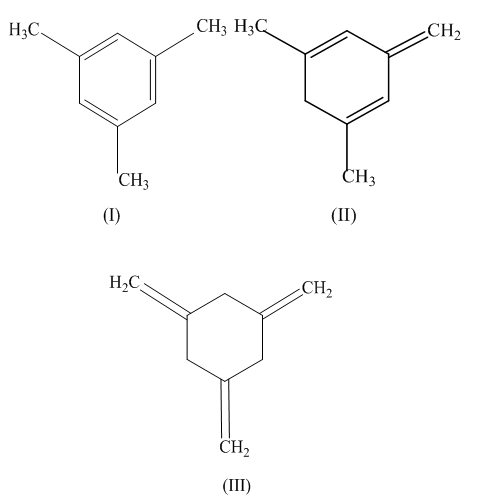 H₃C CH₃ H₃C CH₂
CH₃ CH₃
(I) (II)
H₂C CH₂
CH₂
(III)